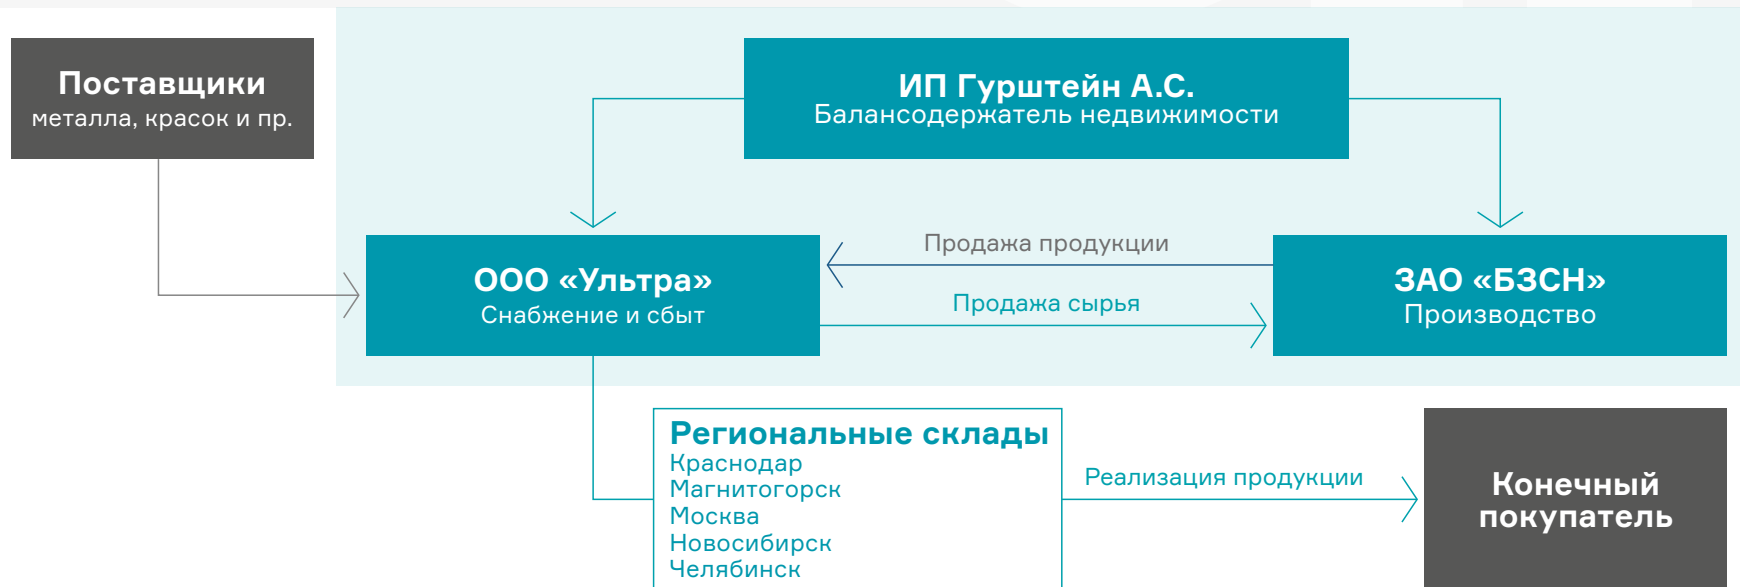 Поставщики
металла, красок и пр.
ИП Гурштейн А.С.
Балансодержатель недвижимости
ООО «Ультра»
Снабжение и сбыт
Продажа продукции
Продажа сырья
ЗАО «БЗСН»
Производство
Региональные склады
Краснодар
Магнитогорск
Москва
Новосибирск
Челябинск
Реализация продукции
Конечный
покупатель